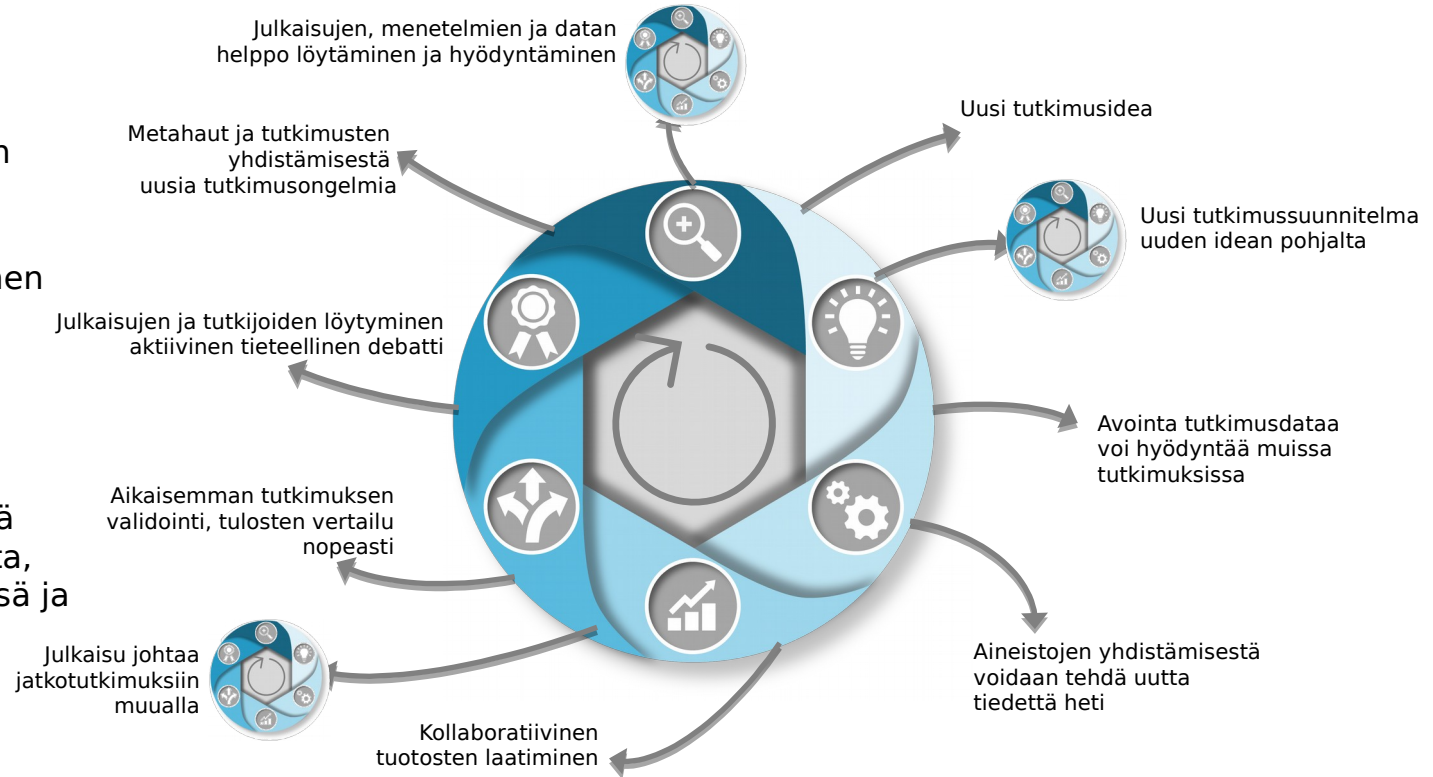 Julkaisujen, menetelmien ja datan
helppo löytäminen ja hyödyntäminen
Uusi tutkimusidea
Metahaut ja tutkimusten
yhdistämisestä
uusia tutkimusongelmia
Uusi tutkimussuunnitelma
uuden idean pohjalta
Julkaisujen ja tutkijoiden löytyminen
aktiivinen tieteellinen debatti
Avointa tutkimusdataa
voi hyödyntää muissa
tutkimuksissa
Aikaisemman tutkimuksen
validointi, tulosten vertailu
nopeasti
sä ja
Julkaisu johtaa
jatkotutkimuksiin
muualla
Aineistojen yhdistämisestä
voidaan tehdä uutta
tiedettä heti
Kollaboratiivinen
tuotosten laatiminen